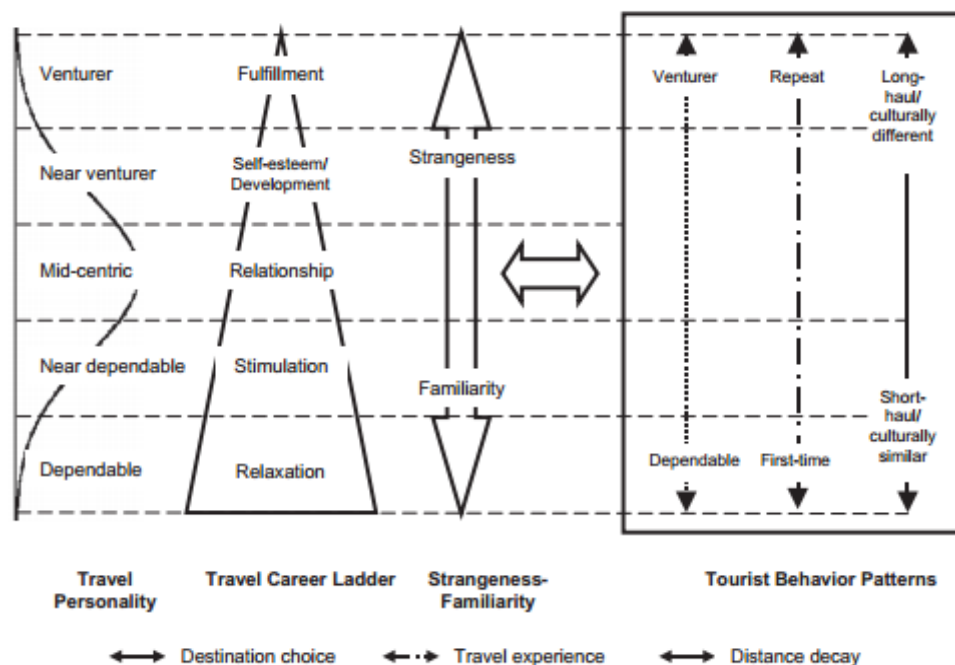 Venturer
Fulfillment
Venturer
Repeat
Long-
haul/
culturally
different
Near venturer
Self-esteem/
Development
Strangeness
Mid-centric
Relationship
Near dependable
Stimulation
Familiarity
Short-
haul/
culturally
similar
Dependable
Relaxation
Dependable
First-time
Travel
Personality
Travel Career Ladder
Strangeness-
Familiarity
Tourist Behavior Patterns
Destination choice
Travel experience
Distance decay